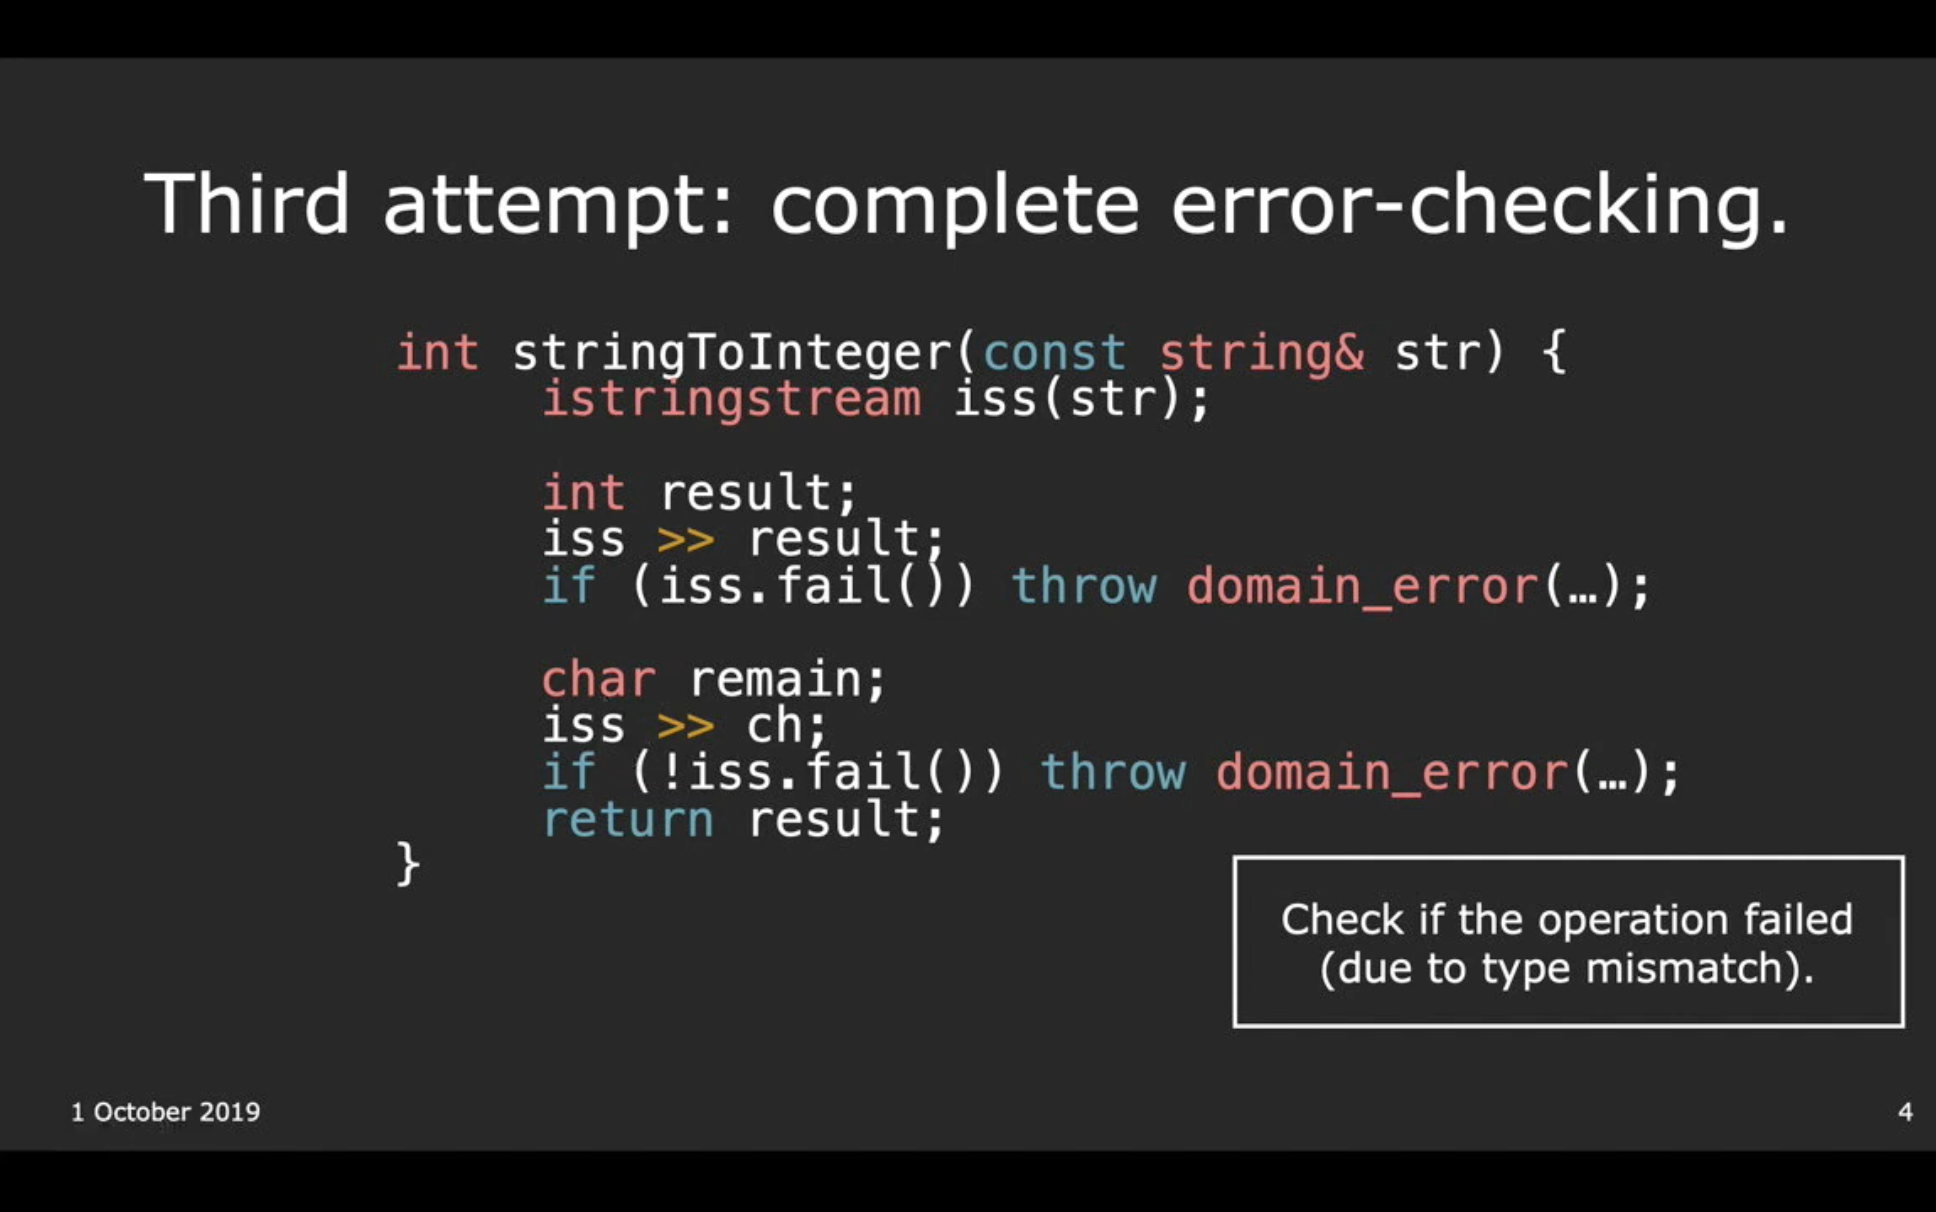 Third attempt: complete error-checking.
int stringToInteger(const string& str) {
istringstream iss(str);
int result;
iss >> result;
if (iss.fail()) throw domain_error(…);
char remain;
iss >> ch;
if (!iss.fail()) throw domain_error(…);
return result;
}
Check if the operation failed
(due to type mismatch).
1 October 2019
4